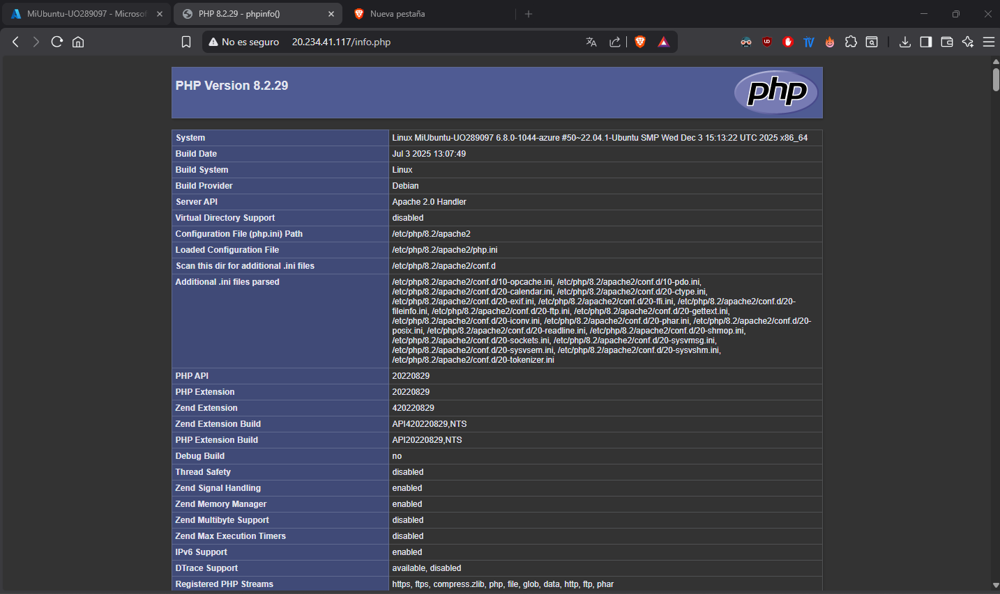 MiUbuntu-UO289097 - Microsof
PHP 8.2.29 - phpinfo()
Nueva pestaña
No es seguro 20.234.41.117/info.php
PHP Version 8.2.29
php
System Linux MiUbuntu-UO289097 6.8.0-1044-azure #50~22.04.1-Ubuntu SMP Wed Dec 3 15:13:22 UTC 2025 x86_64
Build Date Jul 3 2025 13:07:49
Build System Linux
Build Provider Debian
Server API Apache 2.0 Handler
Virtual Directory Support disabled
Configuration File (php.ini) Path /etc/php/8.2/apache2
Loaded Configuration File /etc/php/8.2/apache2/php.ini
Scan this dir for additional .ini files /etc/php/8.2/apache2/conf.d
Additional .ini files parsed /etc/php/8.2/apache2/conf.d/10-opcache.ini, /etc/php/8.2/apache2/conf.d/10-pdo.ini,
/etc/php/8.2/apache2/conf.d/20-calendar.ini, /etc/php/8.2/apache2/conf.d/20-ctype.ini,
/etc/php/8.2/apache2/conf.d/20-exif.ini, /etc/php/8.2/apache2/conf.d/20-ffi.ini, /etc/php/8.2/apache2/conf.d/20-
fileinfo.ini, /etc/php/8.2/apache2/conf.d/20-ftp.ini, /etc/php/8.2/apache2/conf.d/20-gettext.ini,
/etc/php/8.2/apache2/conf.d/20-iconv.ini, /etc/php/8.2/apache2/conf.d/20-phar.ini, /etc/php/8.2/apache2/conf.d/20-
posix.ini, /etc/php/8.2/apache2/conf.d/20-readline.ini, /etc/php/8.2/apache2/conf.d/20-shmop.ini,
/etc/php/8.2/apache2/conf.d/20-sockets.ini, /etc/php/8.2/apache2/conf.d/20-sysvmsg.ini,
/etc/php/8.2/apache2/conf.d/20-sysvsem.ini, /etc/php/8.2/apache2/conf.d/20-sysvshm.ini,
/etc/php/8.2/apache2/conf.d/20-tokenizer.ini
PHP API 20220829
PHP Extension 20220829
Zend Extension 420220829
Zend Extension Build API420220829,NTS
PHP Extension Build API20220829,NTS
Debug Build no
Thread Safety disabled
Zend Signal Handling enabled
Zend Memory Manager enabled
Zend Multibyte Support disabled
Zend Max Execution Timers disabled
IPv6 Support enabled
DTrace Support available, disabled
Registered PHP Streams https, ftps, compress.zlib, php, file, glob, data, http, ftp, phar